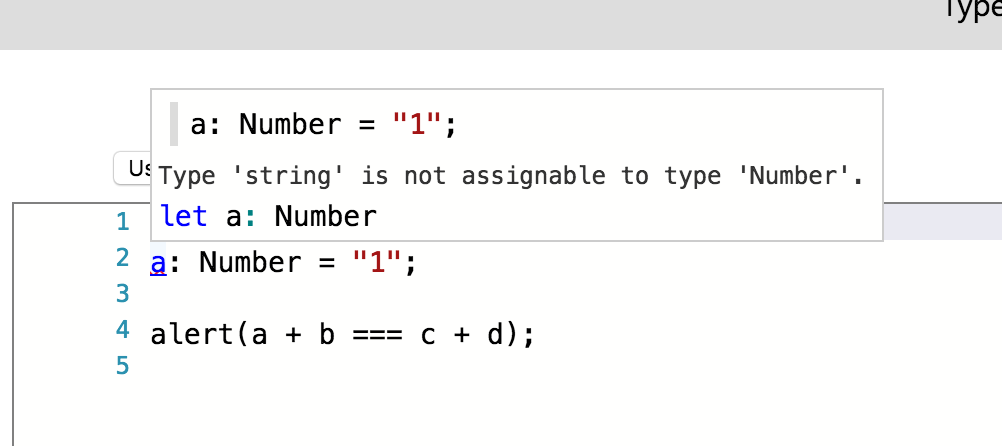 Type
a: Number = "1";
Type 'string' is not assignable to type 'Number'.
let a: Number
1
2 a: Number = "1";
3
4 alert(a + b === c + d);
5